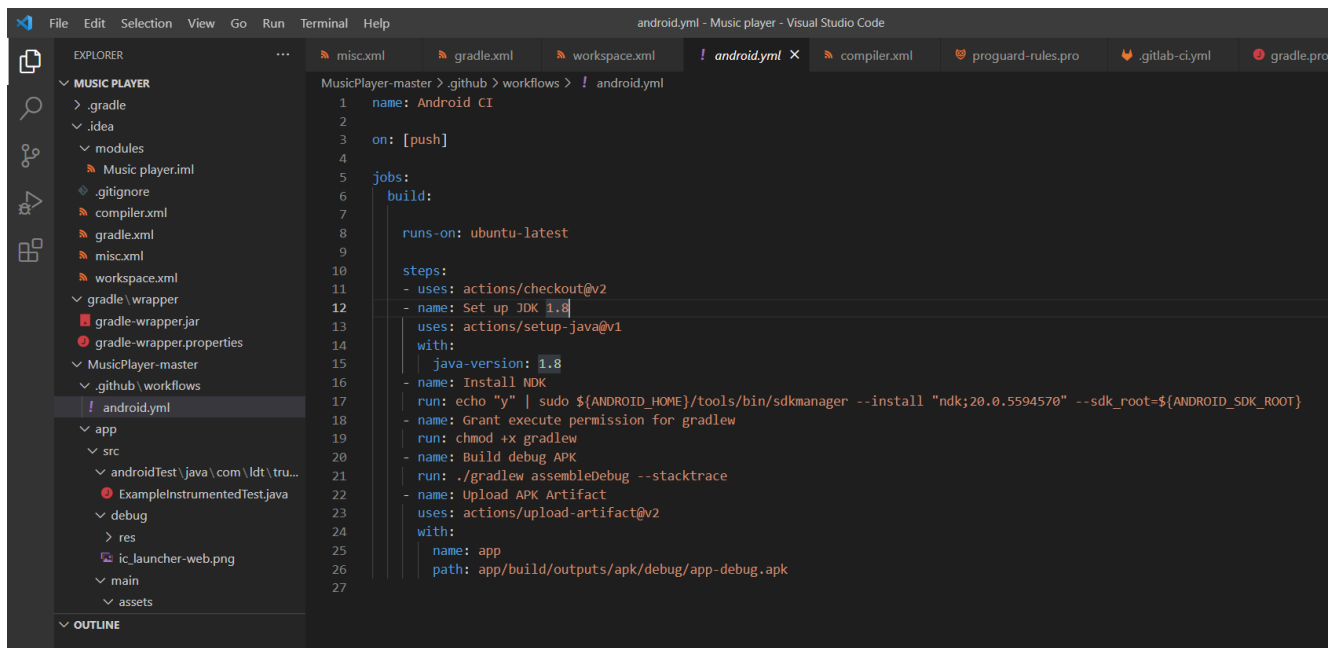 File Edit Selection View Go Run Terminal Help
android.yml - Music player - Visual Studio Code
EXPLORER
MUSIC PLAYER
.gradle
.idea
modules
Music player.iml
.gitignore
compiler.xml
gradle.xml
misc.xml
workspace.xml
gradle\wrapper
gradle-wrapper.jar
gradle-wrapper.properties
MusicPlayer-master
.github\workflows
! android.yml
app
src
androidTest\java\com\ldt\tru...
ExampleInstrumentedTest.java
debug
res
ic_launcher-web.png
main
assets
OUTLINE
misc.xml gradle.xml workspace.xml ! android.yml compiler.xml proguard-rules.pro .gitlab-ci.yml gradle.pro
MusicPlayer-master > .github > workflows > ! android.yml
1 name: Android CI
2
3 on: [push]
4
5 jobs:
6 build:
7
8 runs-on: ubuntu-latest
9
10 steps:
11 - uses: actions/checkout@v2
12 - name: Set up JDK 1.8
13 uses: actions/setup-java@v1
14 with:
15 java-version: 1.8
16 - name: Install NDK
17 run: echo "y" | sudo ${ANDROID_HOME}/tools/bin/sdkmanager --install "ndk;20.0.5594570" --sdk_root=${ANDROID_SDK_ROOT}
18 - name: Grant execute permission for gradlew
19 run: chmod +x gradlew
20 - name: Build debug APK
21 run: ./gradlew assembleDebug --stacktrace
22 - name: Upload APK Artifact
23 uses: actions/upload-artifact@v2
24 with:
25 name: app
26 path: app/build/outputs/apk/debug/app-debug.apk
27